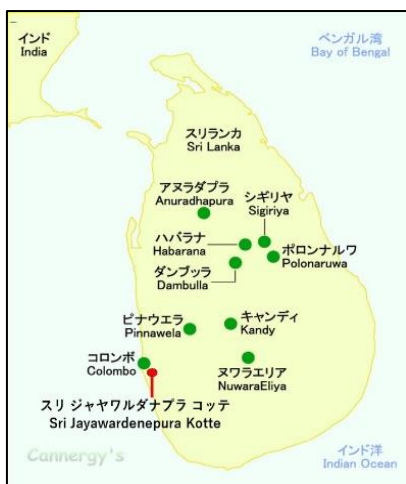 インド
India
ベンガル湾
Bay of Bengal
スリランカ
Sri Lanka
アヌラダプラ
Anuradhapura
シギリヤ
Sigiriya
ハバラナ
Habarana
ポロンナルワ
Polonaruwa
ダンブッラ
Dambulla
ピナウエラ
Pinnawela
キャンディ
Kandy
コロンボ
Colombo
ヌワラエリア
NuwaraEliya
スリ ジャヤワルダナプラ コッテ
Sri Jayawardenepura Kotte
Cannergy's
インド洋
Indian Ocean